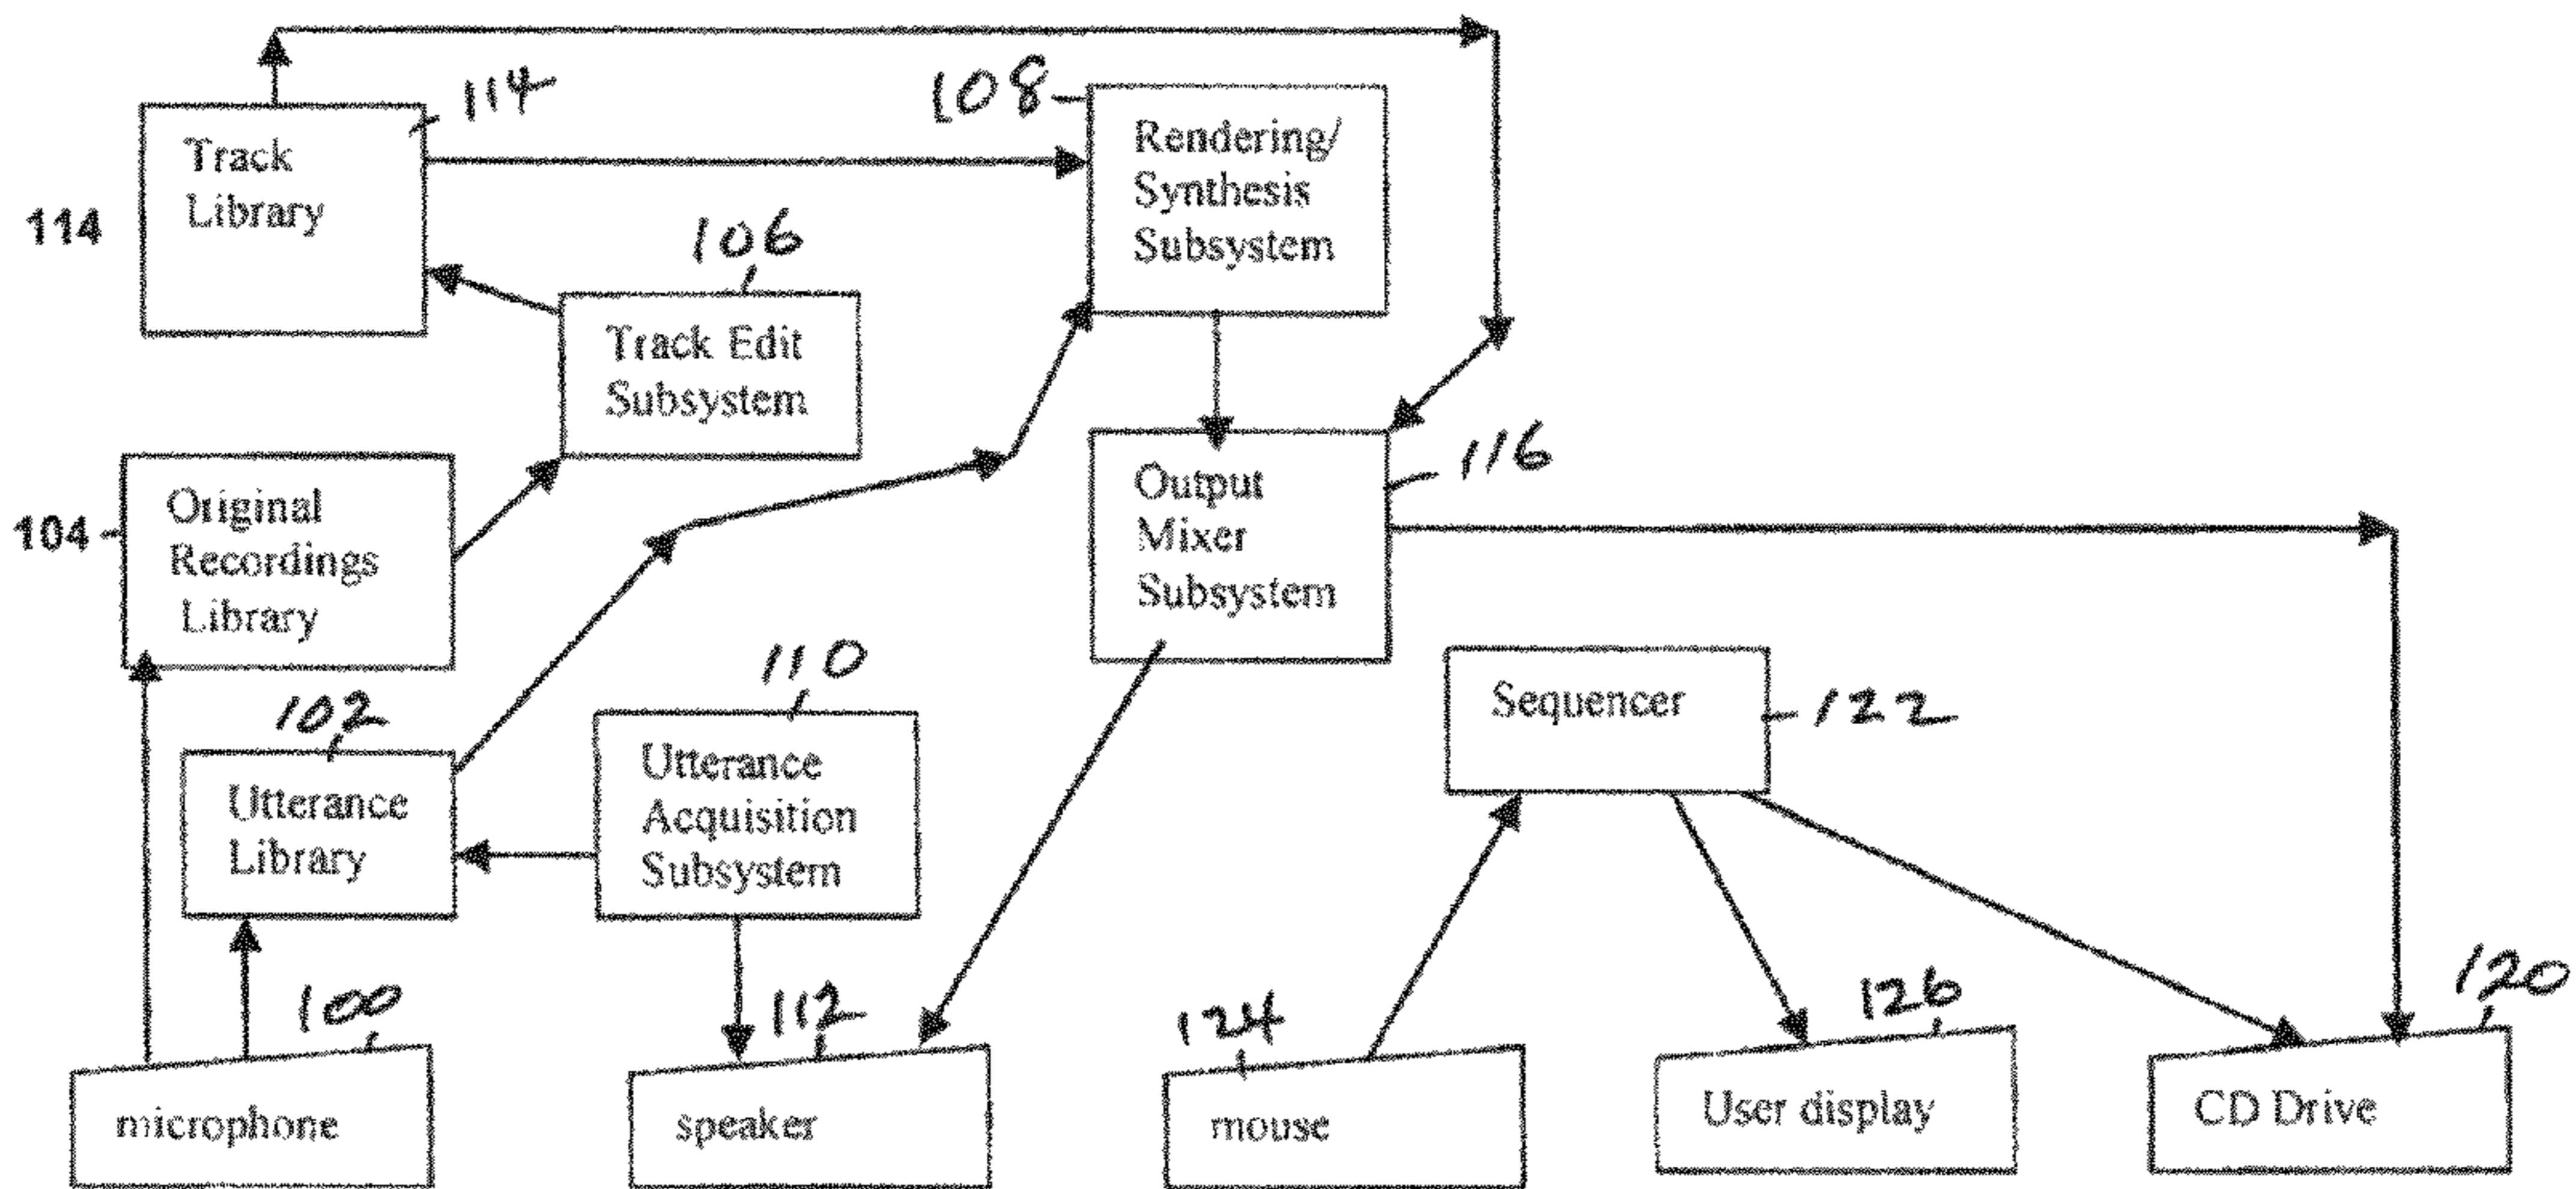 114
108
Track
Library
Rendering/
Synthesis
Subsystem
114
106
Track Edit
Subsystem
104
Original
Recordings
Library
Output
Mixer
Subsystem
116
102
110
Utterance
Library
Utterance
Acquisition
Subsystem
Sequencer
122
100
112
124
126
120
microphone
speaker
mouse
User display
CD Drive